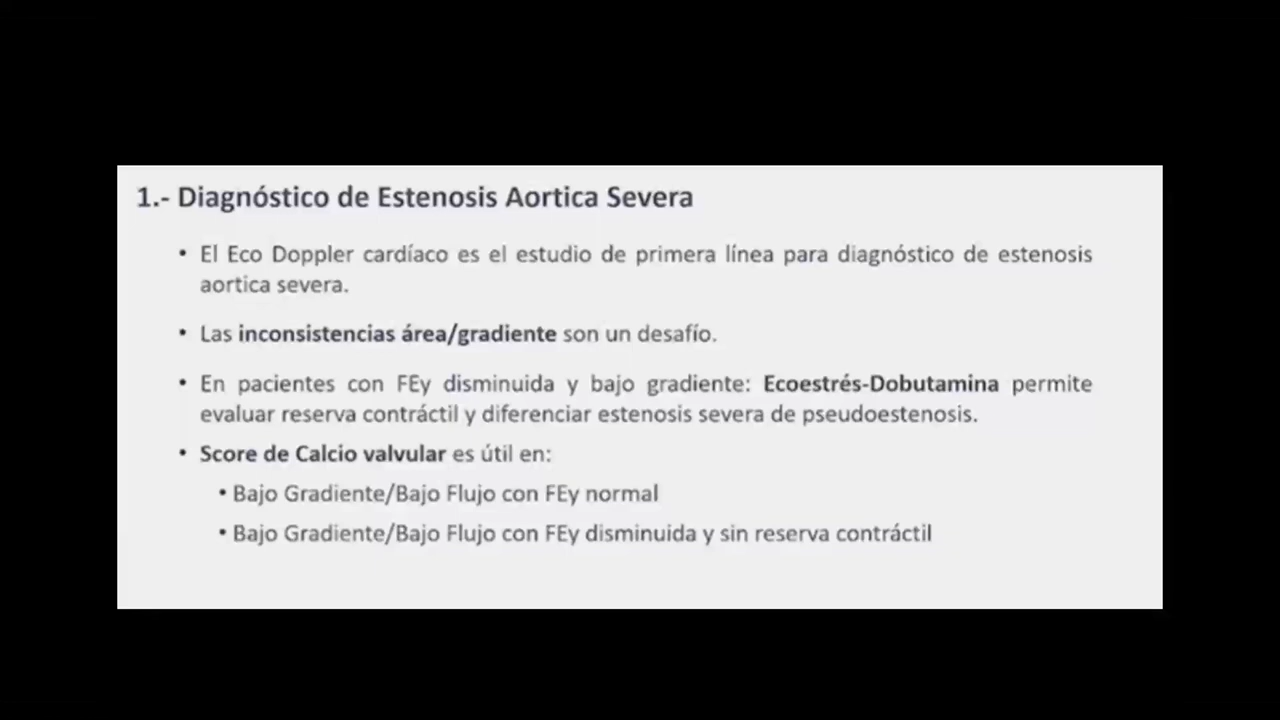 1.- Diagnóstico de Estenosis Aortica Severa
• El Eco Doppler cardíaco es el estudio de primera línea para diagnóstico de estenosis
aortica severa.
• Las inconsistencias área/gradiente son un desafío.
• En pacientes con FEy disminuida y bajo gradiente: Ecoestrés-Dobutamina permite
evaluar reserva contráctil y diferenciar estenosis severa de pseudoestenosis.
• Score de Calcio valvular es útil en:
• Bajo Gradiente/Bajo Flujo con FEy normal
• Bajo Gradiente/Bajo Flujo con FEy disminuida y sin reserva contráctil